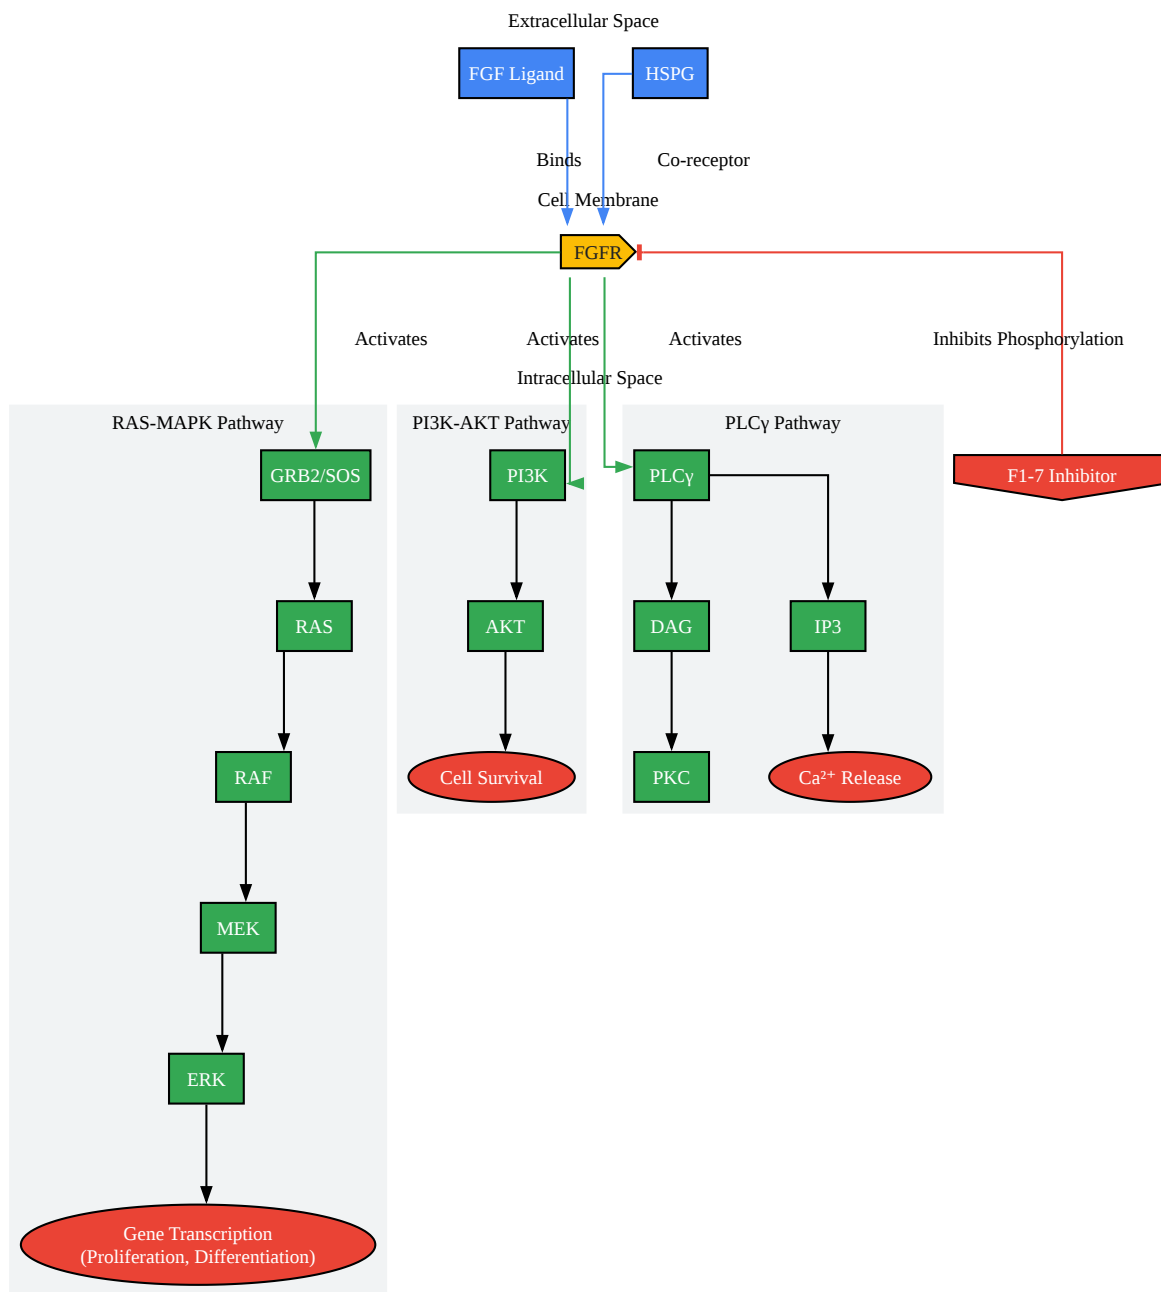 Extracellular Space
FGF Ligand
HSPG
Binds
Co-receptor
Cell Membrane
FGFR
Activates
Activates
Activates
Inhibits Phosphorylation
Intracellular Space
RAS-MAPK Pathway
PI3K-AKT Pathway
PLCγ Pathway
GRB2/SOS
PI3K
PLCγ
F1-7 Inhibitor
RAS
AKT
DAG
IP3
RAF
Cell Survival
PKC
Ca²⁺ Release
MEK
ERK
Gene Transcription
(Proliferation, Differentiation)